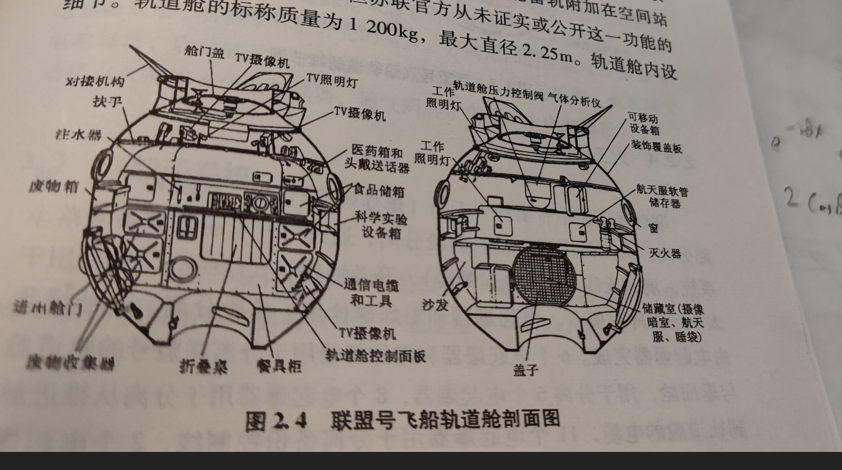 细节。轨道舱的标称质量为1 200kg，最大直径2.25m。轨道舱内设
苏联官方从未证实或公开这一功能的
轨附加在空间站
舱门盖
TV摄像机
对接机构
TV照明灯
扶手
TV摄像机
注水器
医药箱和
头戴送话器
废物箱
食品储箱
科学实验
设备箱
通信电缆
和工具
进出舱门
TV摄像机
轨道舱控制面板
废物收集器
折叠桌
餐具柜
工作
照明灯
轨道舱压力控制阀
气体分析仪
可移动
设备箱
装饰覆盖板
工作
照明灯
航天服软管
储存器
窗
灭火器
沙发
储藏室(摄像
暗室、航天
服、睡袋)
盖子
图2.4 联盟号飞船轨道舱剖面图